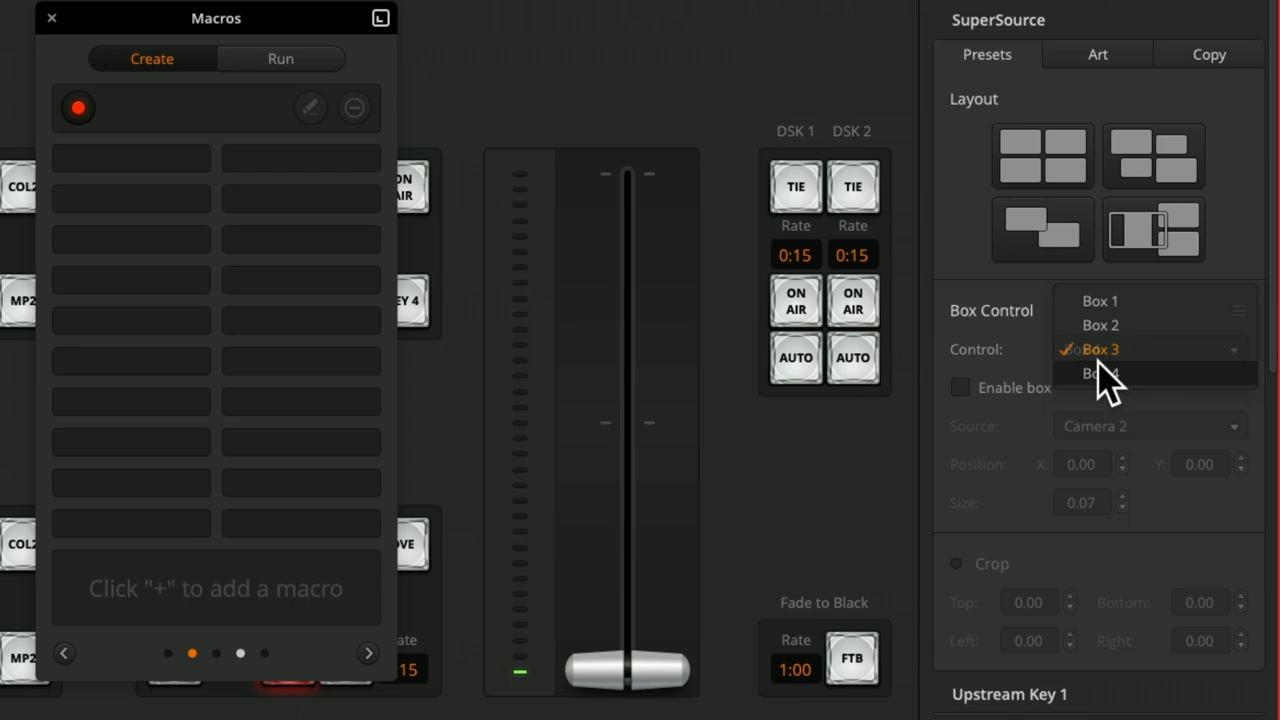 Macros
Create
Run
Click "+" to add a macro
COL2
ON
AIR
MP2
EY 4
COL2
OVE
MP2
ate
15
DSK 1
DSK 2
TIE
TIE
Rate
Rate
0:15
0:15
ON
AIR
ON
AIR
AUTO
AUTO
Fade to Black
Rate
1:00
FTB
SuperSource
Presets
Art
Copy
Layout
Box Control
Box 1
Box 2
Control:
Box 3
Enable box
Source:
Camera 2
Position:
X:
0.00
Y:
0.00
Size:
0.07
Crop
Top:
0.00
Bottom:
0.00
Left:
0.00
Right:
0.00
Upstream Key 1